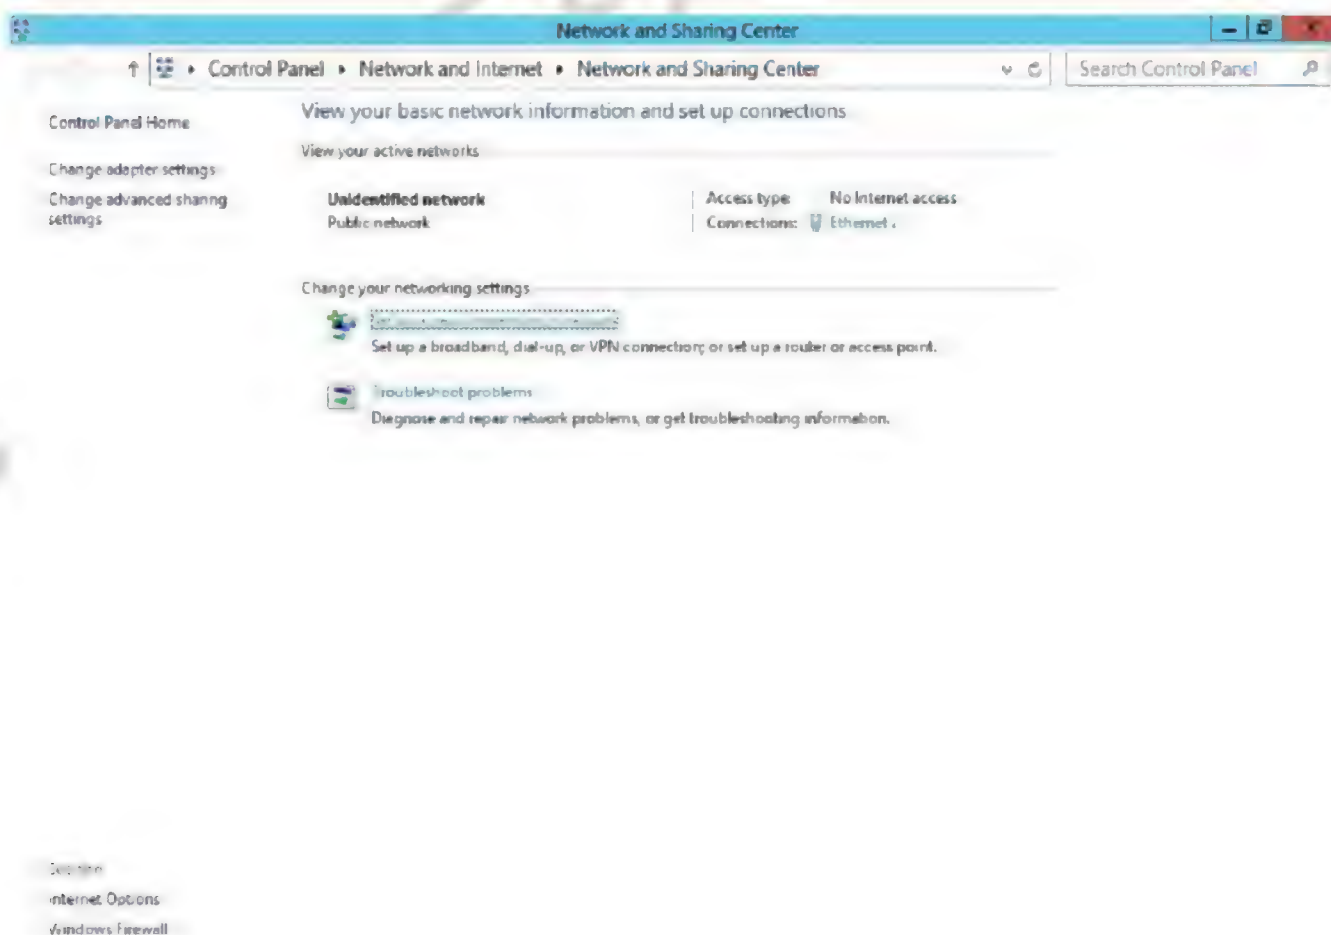 Network and Sharing Center
Control Panel Network and Internet Network and Sharing Center
Search Control Panel
Control Panel Home
Change adapter settings
Change advanced sharing
settings
View your basic network information and set up connections
View your active networks
Unidentified network
Public network
Access type: No Internet access
Connections: Ethernet
Change your networking settings
Set up a broadband, dial-up, or VPN connection; or set up a router or access point.
Troubleshoot problems
Diagnose and repair network problems, or get troubleshooting information.
Internet Options
Windows Firewall